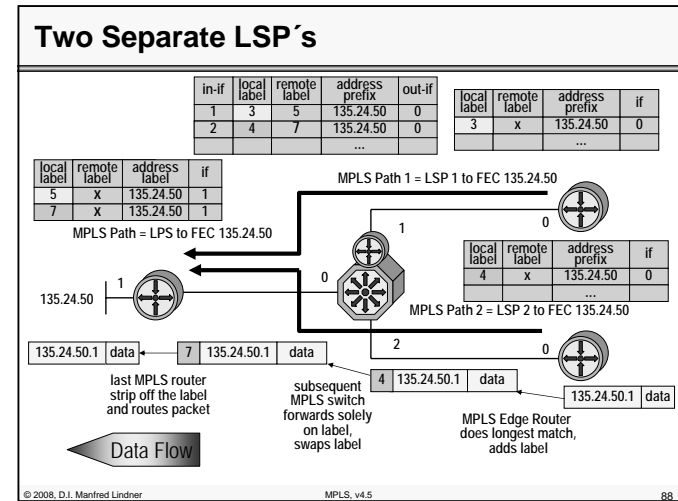 Two Separate LSP´s
in-if local label remote label address prefix out-if
1 3 5 135.24.50 0
2 4 7 135.24.50 0
...
local label remote label address prefix if
3 x 135.24.50 0
...
local label remote label address label if
5 x 135.24.50 1
7 x 135.24.50 1
MPLS Path 1 = LSP 1 to FEC 135.24.50
MPLS Path = LPS to FEC 135.24.50
1
0
local label remote label address prefix if
4 x 135.24.50 0
...
135.24.50
1
0
MPLS Path 2 = LSP 2 to FEC 135.24.50
2
0
135.24.50.1 data
7 135.24.50.1 data
4 135.24.50.1 data
135.24.50.1 data
last MPLS router
strip off the label
and routes packet
subsequent
MPLS switch
forwards solely
on label,
swaps label
MPLS Edge Router
does longest match,
adds label
Data Flow
© 2008, D.I. Manfred Lindner
MPLS, v4.5
88